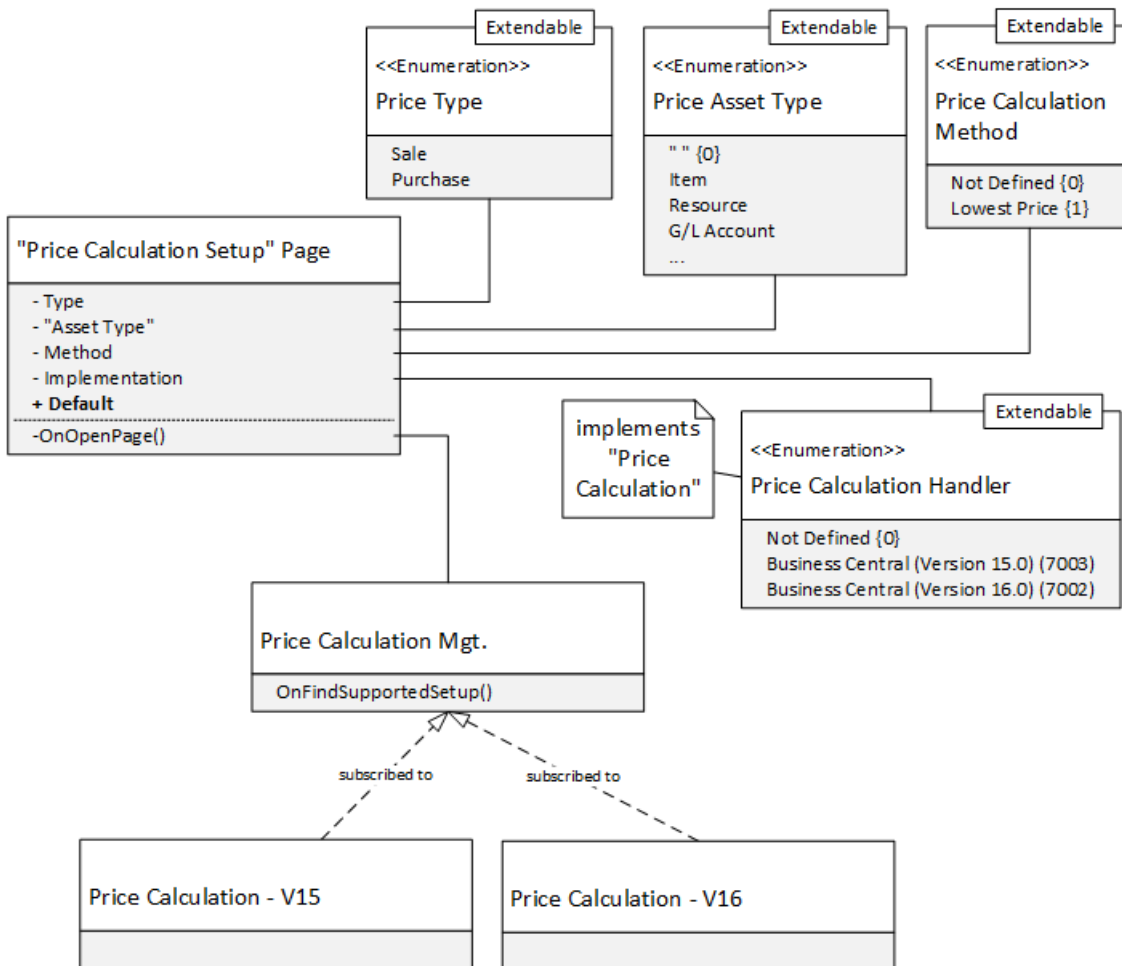 Extendable
<<Enumeration>>
Price Type
Sale
Purchase
Extendable
<<Enumeration>>
Price Asset Type
" " {0}
Item
Resource
G/L Account
...
Extendable
<<Enumeration>>
Price Calculation
Method
Not Defined {0}
Lowest Price {1}
"Price Calculation Setup" Page
- Type
- "Asset Type"
- Method
- Implementation
+ Default
-OnOpenPage()
implements
"Price
Calculation"
Extendable
<<Enumeration>>
Price Calculation Handler
Not Defined {0}
Business Central (Version 15.0) (7003)
Business Central (Version 16.0) (7002)
Price Calculation Mgt.
OnFindSupportedSetup()
subscribed to
subscribed to
Price Calculation - V15
Price Calculation - V16